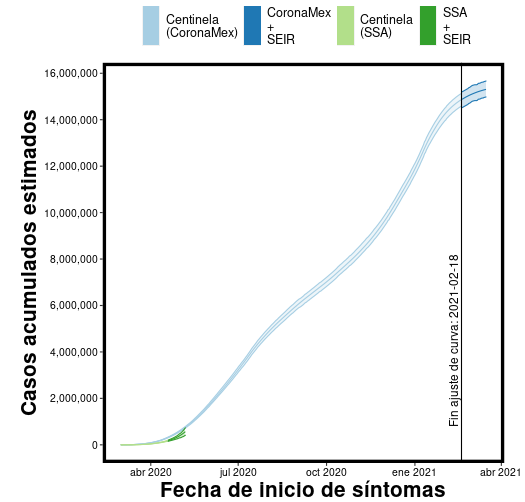 Centinela
(CoronaMex)
CoronaMex
+
SEIR
Centinela
(SSA)
SSA
+
SEIR
Casos acumulados estimados
16,000,000
14,000,000
12,000,000
10,000,000
8,000,000
6,000,000
4,000,000
2,000,000
0
Fin ajuste de curva: 2021-02-18
abr 2020
jul 2020
oct 2020
ene 2021
abr 2021
Fecha de inicio de síntomas